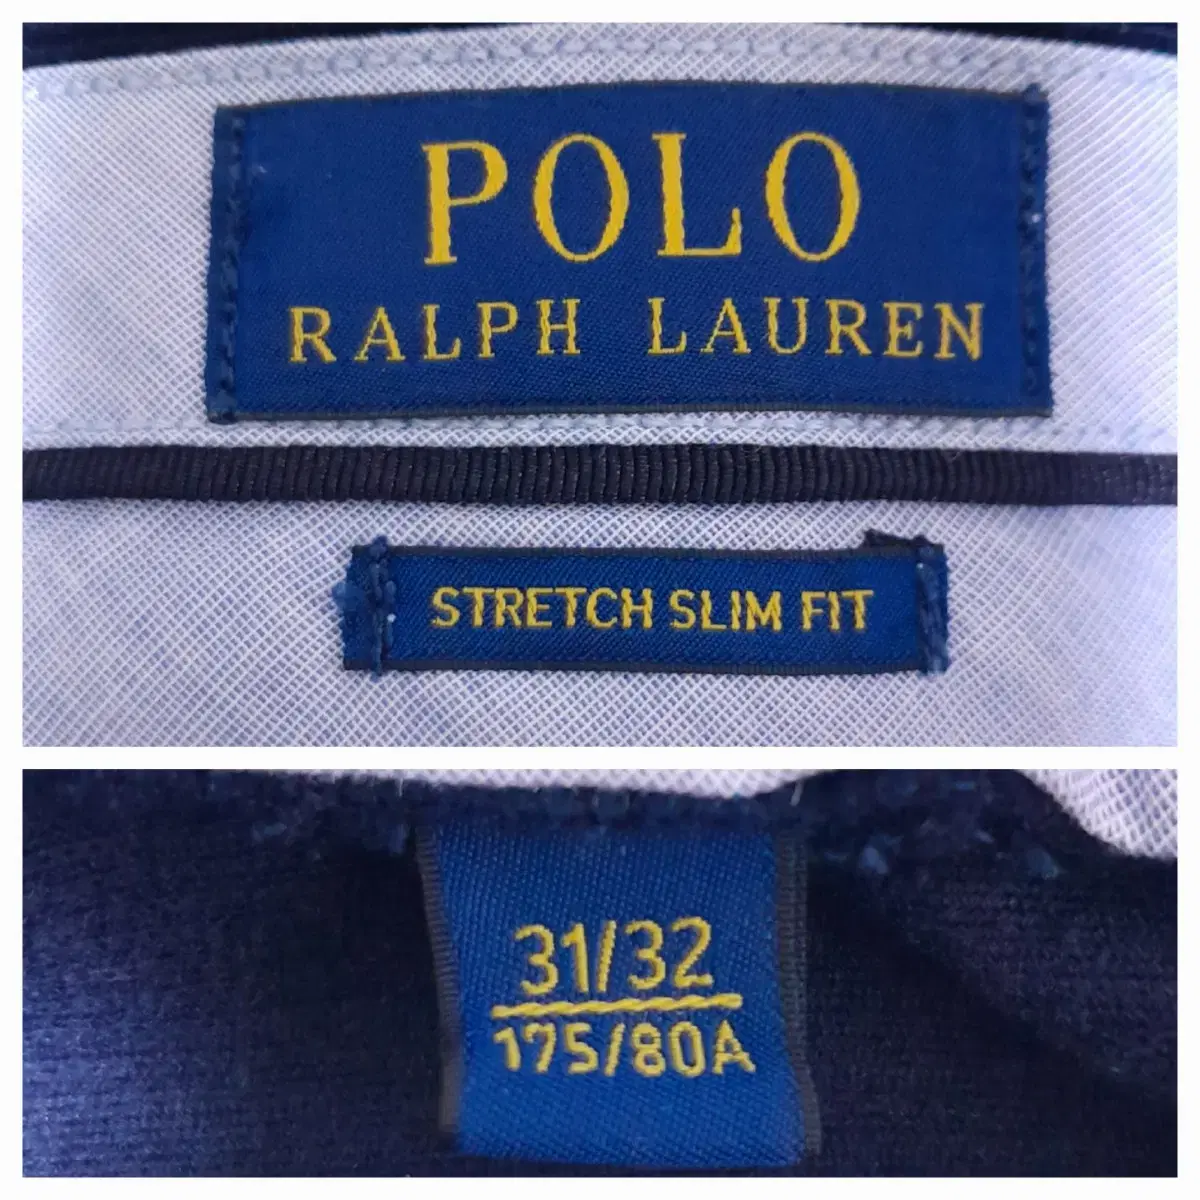 POLO
RALPH LAUREN
STRETCH SLIM FIT
31/32
175/80A